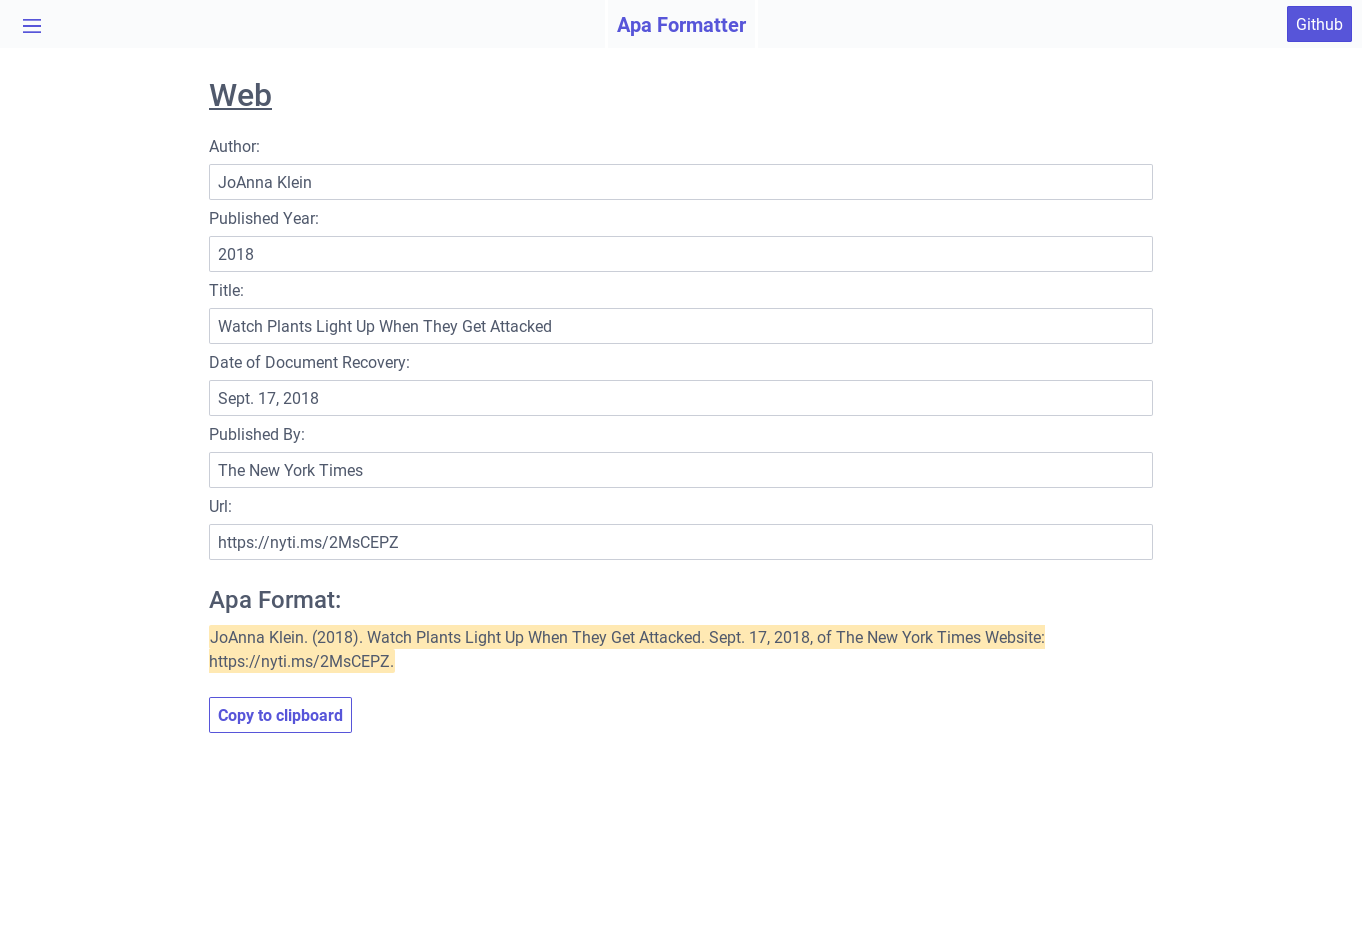 Apa Formatter
Github
Web
Author:
JoAnna Klein
Published Year:
2018
Title:
Watch Plants Light Up When They Get Attacked
Date of Document Recovery:
Sept. 17, 2018
Published By:
The New York Times
Url:
https://nyti.ms/2MsCEPZ
Apa Format:
JoAnna Klein. (2018). Watch Plants Light Up When They Get Attacked. Sept. 17, 2018, of The New York Times Website:
https://nyti.ms/2MsCEPZ.
Copy to clipboard